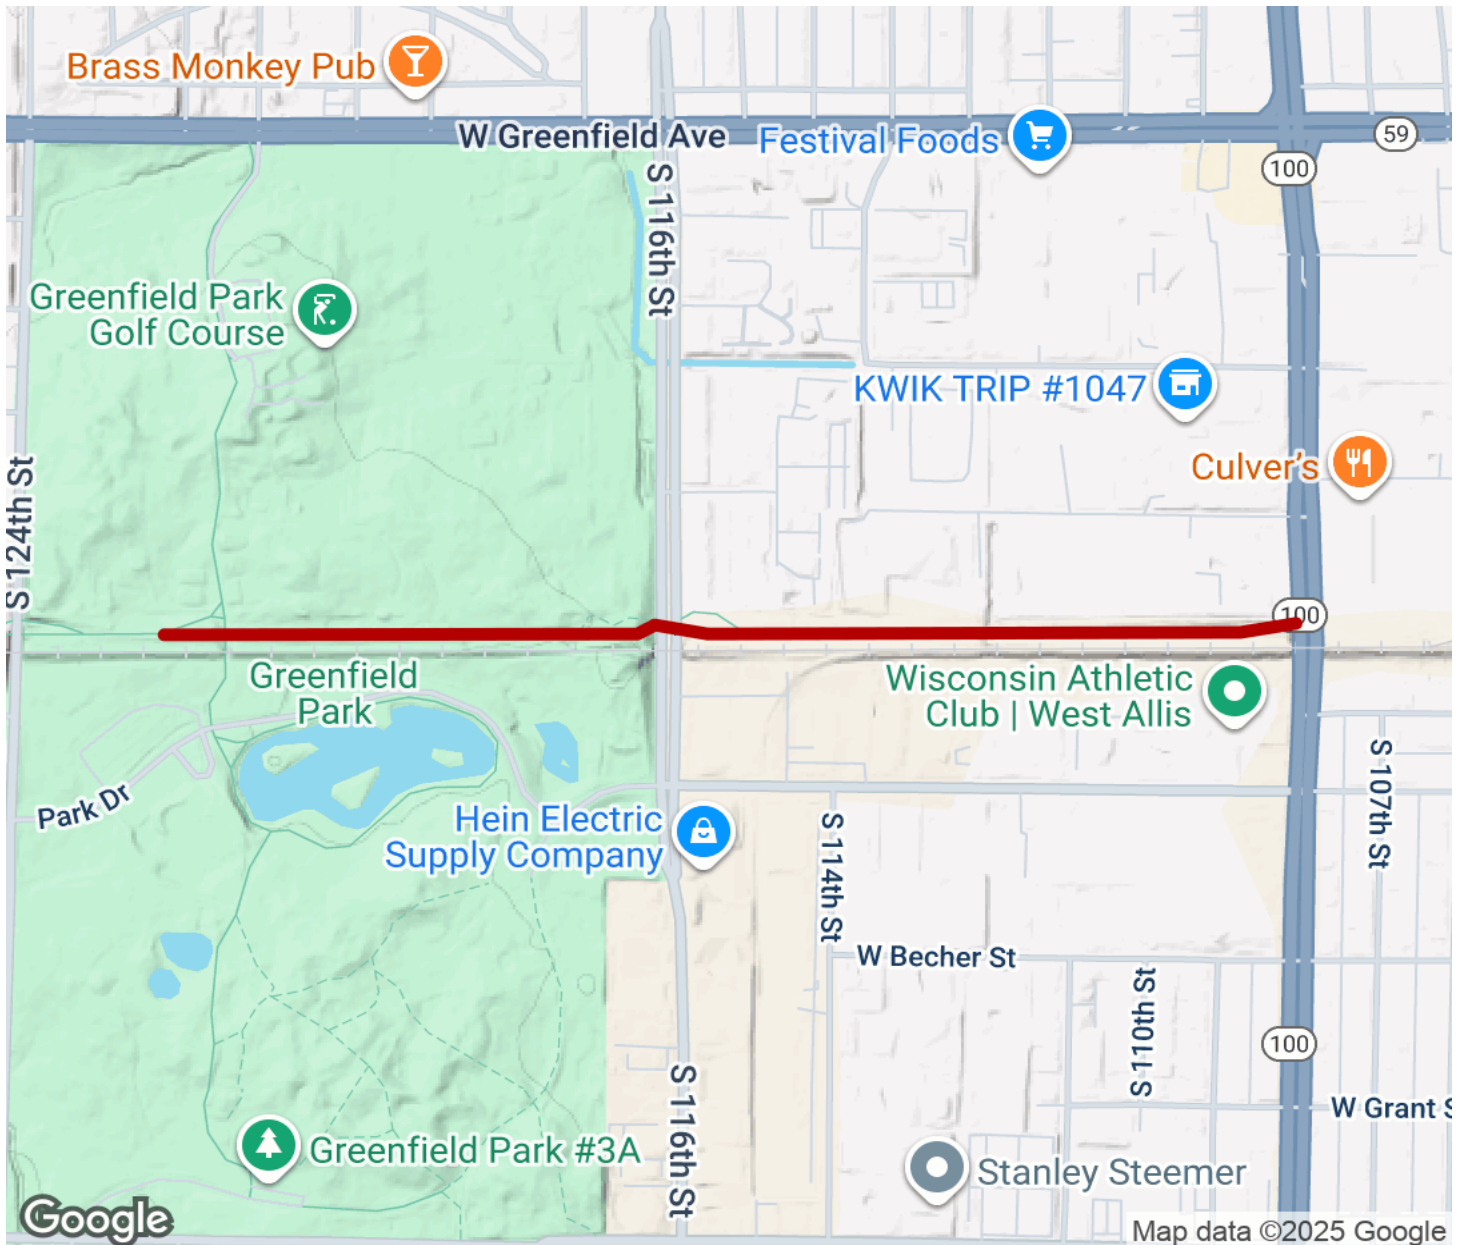 Brass Monkey Pub
W Greenfield Ave
Festival Foods
59
100
S 116th St
Greenfield Park
Golf Course
KWIK TRIP #1047
Culver's
S 124th St
100
Greenfield
Park
Wisconsin Athletic
Club | West Allis
S 107th St
Park Dr
Hein Electric
Supply Company
S 114th St
W Becher St
S 110th St
100
S 116th St
W Grant S
Greenfield Park #3A
Stanley Steemer
Google
Map data ©2025 Google